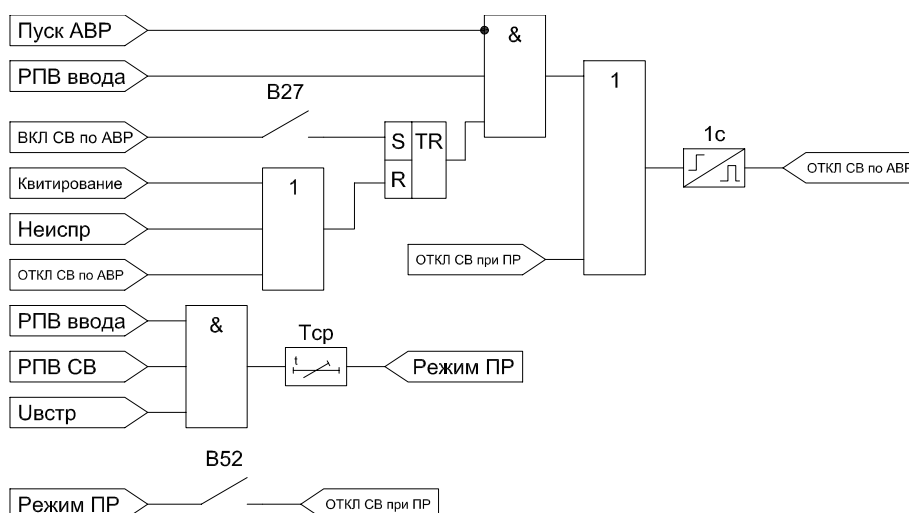 Пуск АВР
&
РПВ ввода
1
В27
ВКЛ СВ по АВР
S TR
1с
Квитирование
1
R
ОТКЛ СВ по АВР
Неиспр
ОТКЛ СВ при ПР
ОТКЛ СВ по АВР
РПВ ввода
&
Тср
РПВ СВ
t
Режим ПР
Uвстр
В52
Режим ПР
ОТКЛ СВ при ПР